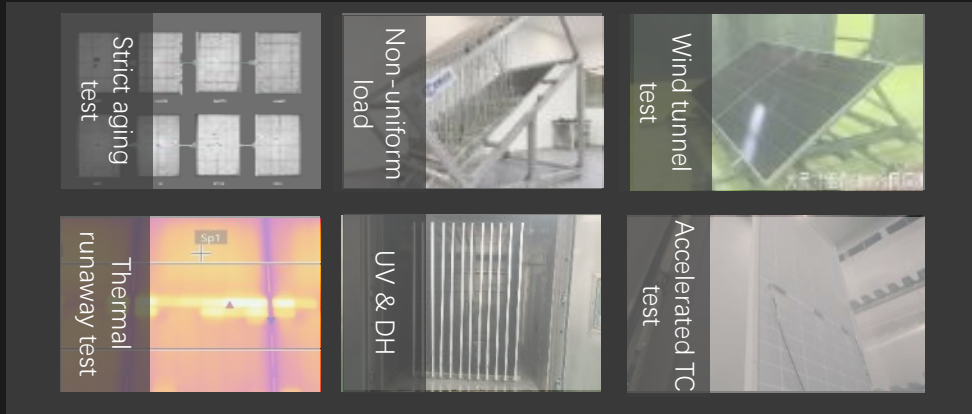 Strict aging
test
Non-uniform
load
Wind tunnel
test
Thermal
runaway test
Sp1
UV & DH
Accelerated TC
test